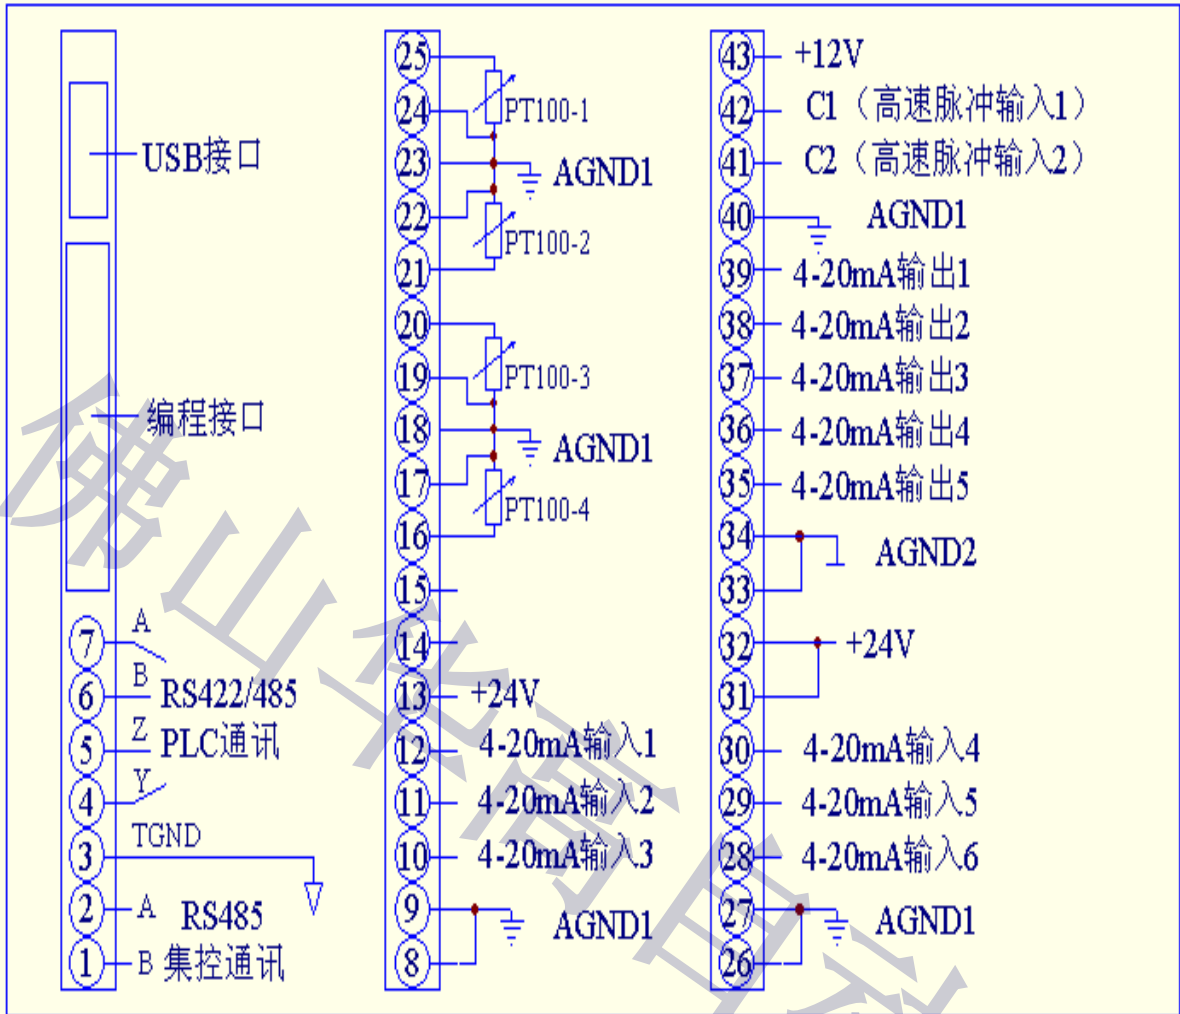 USB接口
编程接口
7 A
6 B
RS422/485
5 Z
PLC通讯
4 Y
3 TGND
2 A RS485
1 B 集控通讯
25
24 PT100-1
23 AGND1
22
21 PT100-2
20
19 PT100-3
18 AGND1
17
16 PT100-4
15
14
13 +24V
12 4-20mA输入1
11 4-20mA输入2
10 4-20mA输入3
9 AGND1
8
43 +12V
42 C1（高速脉冲输入1）
41 C2（高速脉冲输入2）
40 AGND1
39 4-20mA输出1
38 4-20mA输出2
37 4-20mA输出3
36 4-20mA输出4
35 4-20mA输出5
34 AGND2
33
32 +24V
31
30 4-20mA输入4
29 4-20mA输入5
28 4-20mA输入6
27 AGND1
26
佛山华高自动